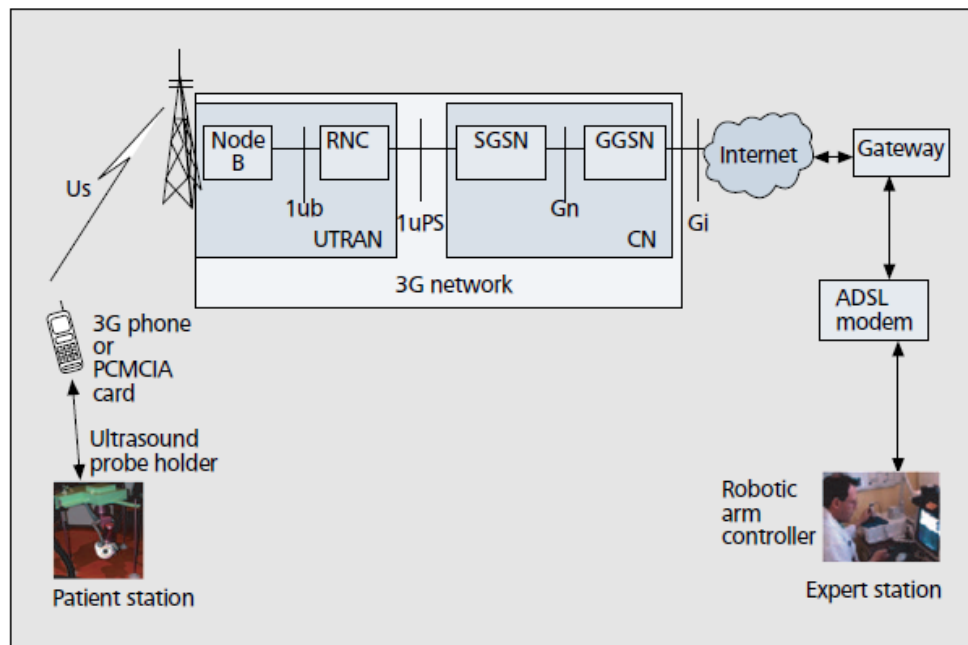 Us
Node
B
RNC
1ub
UTRAN
1uPS
SGSN
GGSN
Gn
CN
Gi
3G network
Internet
Gateway
ADSL
modem
3G phone
or
PCMCIA
card
Ultrasound
probe holder
Patient station
Robotic
arm
controller
Expert station